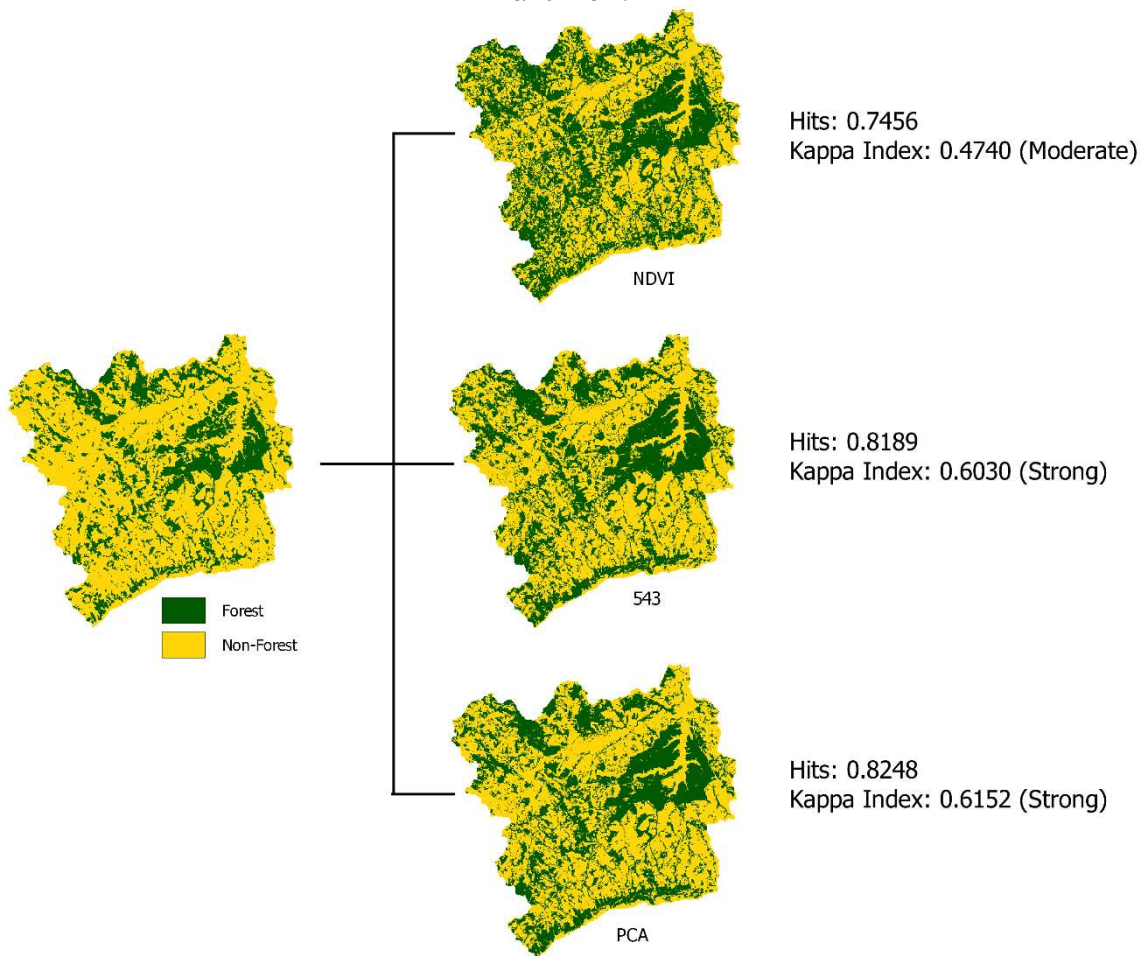 Hits: 0.7456
Kappa Index: 0.4740 (Moderate)
NDVI
Hits: 0.8189
Kappa Index: 0.6030 (Strong)
543
Forest
Non-Forest
Hits: 0.8248
Kappa Index: 0.6152 (Strong)
PCA